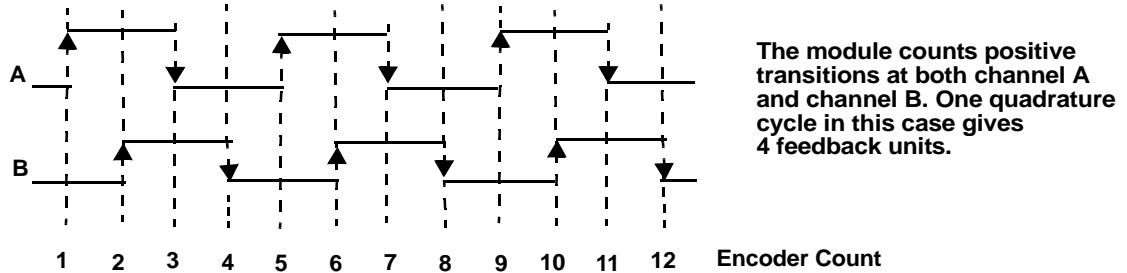 A
The module counts positive
transitions at both channel A
and channel B. One quadrature
cycle in this case gives
4 feedback units.
B
1 2 3 4 5 6 7 8 9 10 11 12 Encoder Count